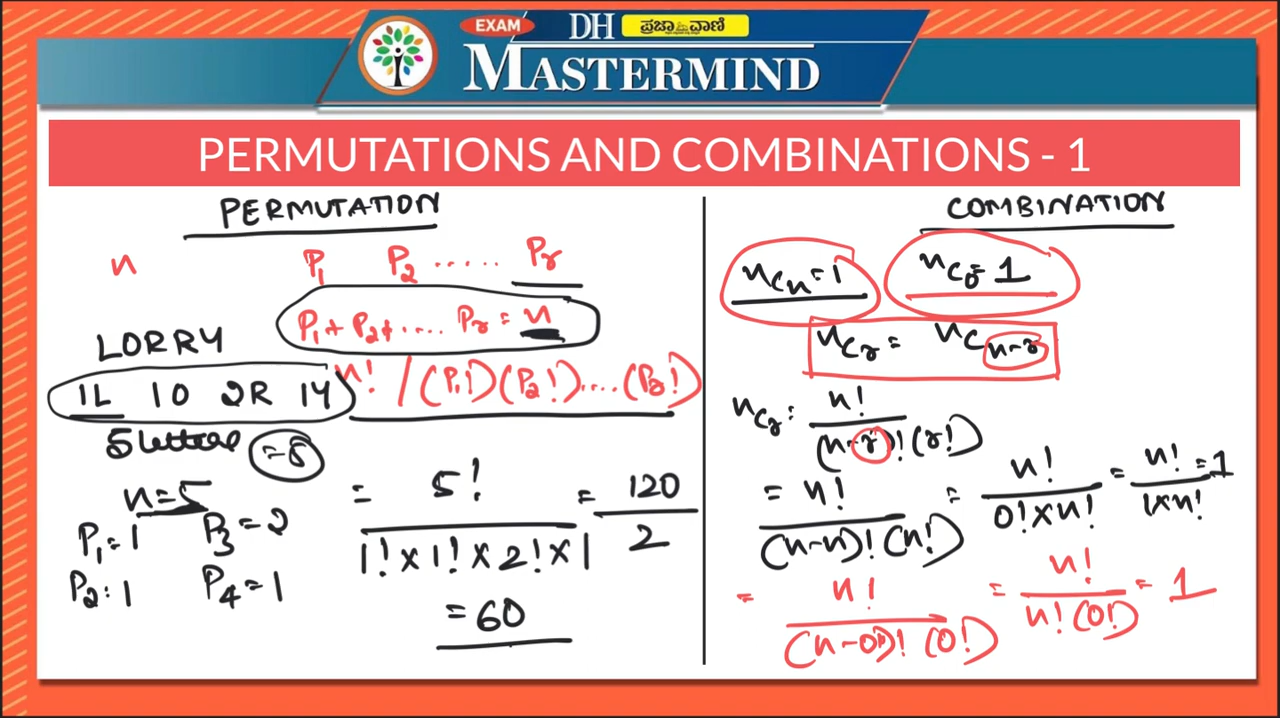 EXAM DH ಪ್ರಜಾವಾಣಿ
MASTERMIND
PERMUTATIONS AND COMBINATIONS - 1
PERMUTATION
n P₁ P₂ ..... Pr
P₁ + P₂ + .... Pr = n
LORRY
1L 1O 2R 1Y n! / (P₁!)(P₂!)....(Pr!)
5 letters = 5
n=5
P₁=1 P₃=2
P₂=1 P₄=1
= 5! / 1! x 1! x 2! x 1 = 120 / 2
= 60
COMBINATION
nCn=1 nC0=1
nCr = nCn-r
nCr = n! / (n-r)! (r!)
= n! / (n-n)! (n!) = n! / 0! x n! = n! / 1 x n! = 1
= n! / (n-0)! (0!) = n! / n! (0!) = 1